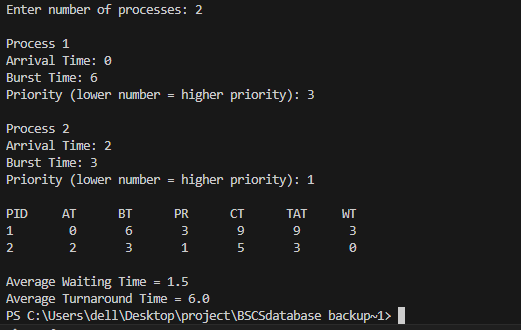 Enter number of processes: 2
Process 1
Arrival Time: 0
Burst Time: 6
Priority (lower number = higher priority): 3
Process 2
Arrival Time: 2
Burst Time: 3
Priority (lower number = higher priority): 1
PID AT BT PR CT TAT WT
1 0 6 3 9 9 3
2 2 3 1 5 3 0
Average Waiting Time = 1.5
Average Turnaround Time = 6.0
PS C:\Users\dell\Desktop\project\BSCSdatabase backup~1>